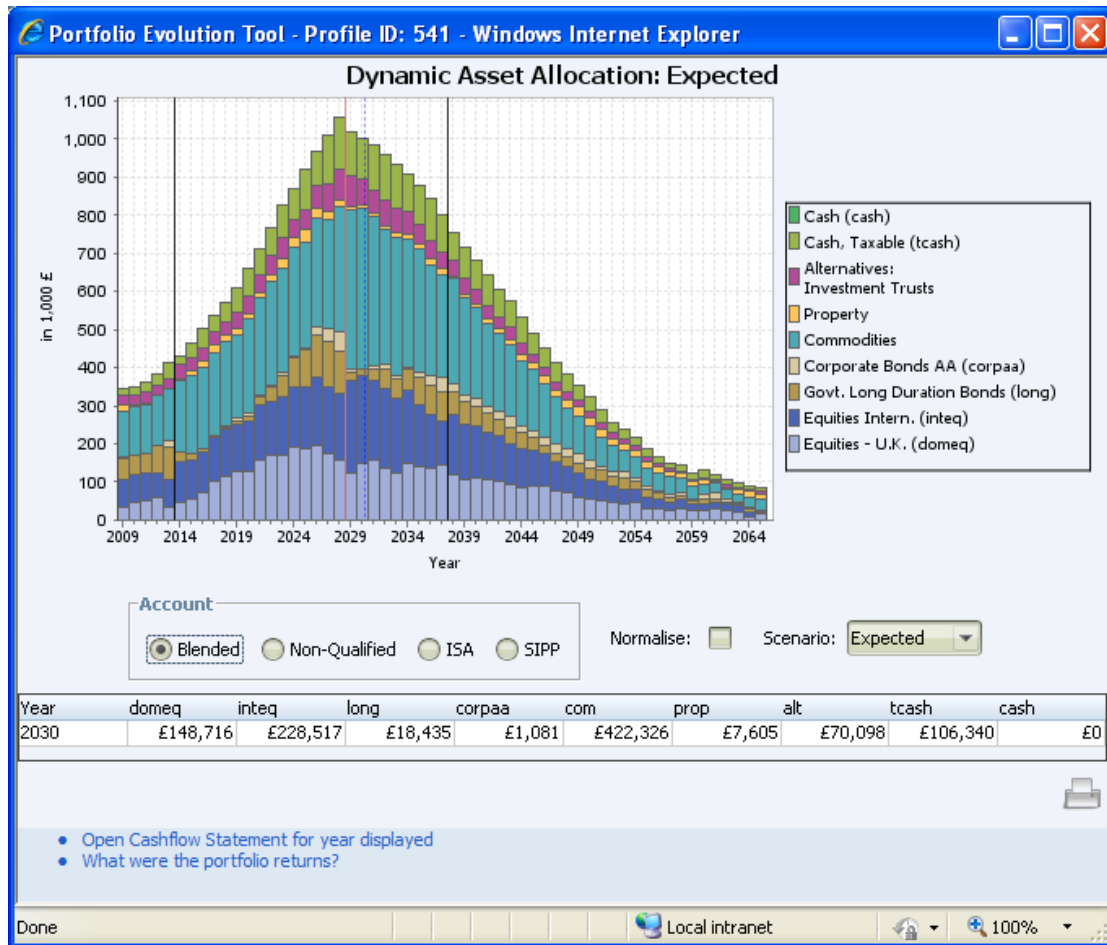 Portfolio Evolution Tool - Profile ID: 541 - Windows Internet Explorer
Dynamic Asset Allocation: Expected
1,100
1,000
900
800
700
600
500
400
300
200
100
0
in 1,000 £
2009 2014 2019 2024 2029 2034 2039 2044 2049 2054 2059 2064
Year
Cash (cash)
Cash, Taxable (tcash)
Alternatives:
Investment Trusts
Property
Commodities
Corporate Bonds AA (corpaa)
Govt. Long Duration Bonds (long)
Equities Intern. (inteq)
Equities - U.K. (domeq)
Account
Blended Non-Qualified ISA SIPP
Normalise: Scenario: Expected
Year domeq inteq long corpaa com prop alt tcash cash
2030 £148,716 £228,517 £18,435 £1,081 £422,326 £7,605 £70,098 £106,340 £0
Open Cashflow Statement for year displayed
What were the portfolio returns?
Done Local intranet 100%